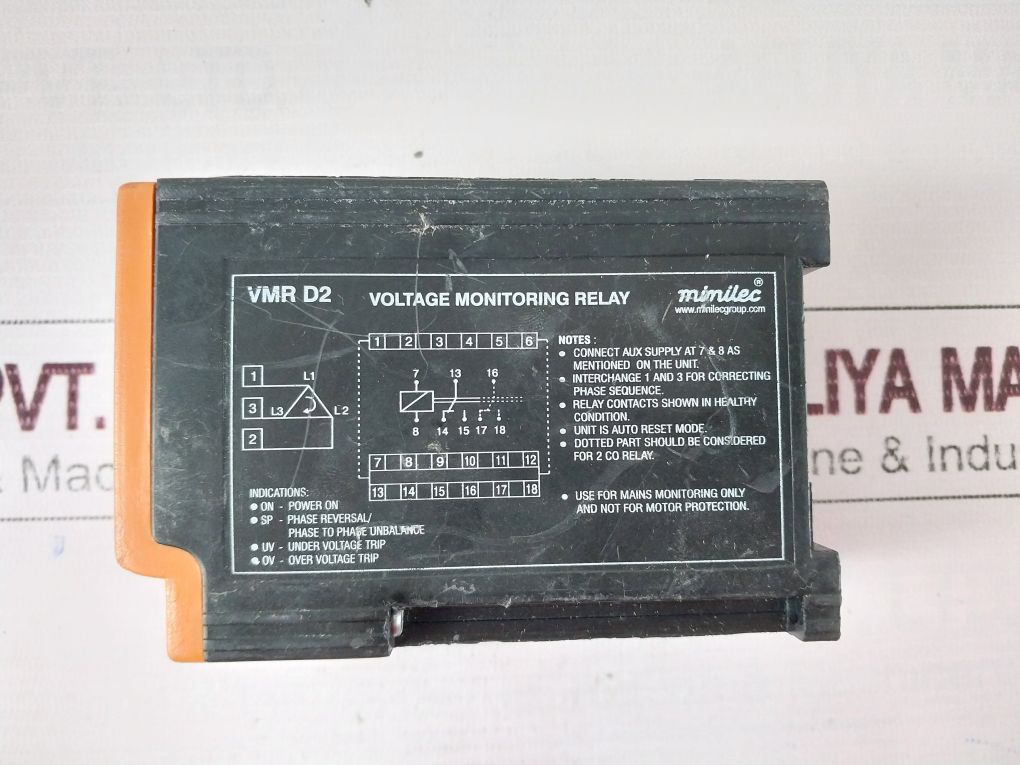 VMR D2 VOLTAGE MONITORING RELAY minilec®
www.minilecgroup.com
1 2 3 4 5 6
1 L1
3 L3 L2
2
7 13 16
8 14 15 17 18
7 8 9 10 11 12
13 14 15 16 17 18
NOTES :
● CONNECT AUX SUPPLY AT 7 & 8 AS
MENTIONED ON THE UNIT.
● INTERCHANGE 1 AND 3 FOR CORRECTING
PHASE SEQUENCE.
● RELAY CONTACTS SHOWN IN HEALTHY
CONDITION.
● UNIT IS AUTO RESET MODE.
● DOTTED PART SHOULD BE CONSIDERED
FOR 2 CO RELAY.
● USE FOR MAINS MONITORING ONLY
AND NOT FOR MOTOR PROTECTION.
INDICATIONS:
● ON - POWER ON
● SP - PHASE REVERSAL/
PHASE TO PHASE UNBALANCE
● UV - UNDER VOLTAGE TRIP
● OV - OVER VOLTAGE TRIP
PVT. LIYA MA
& Mac ne & Indu